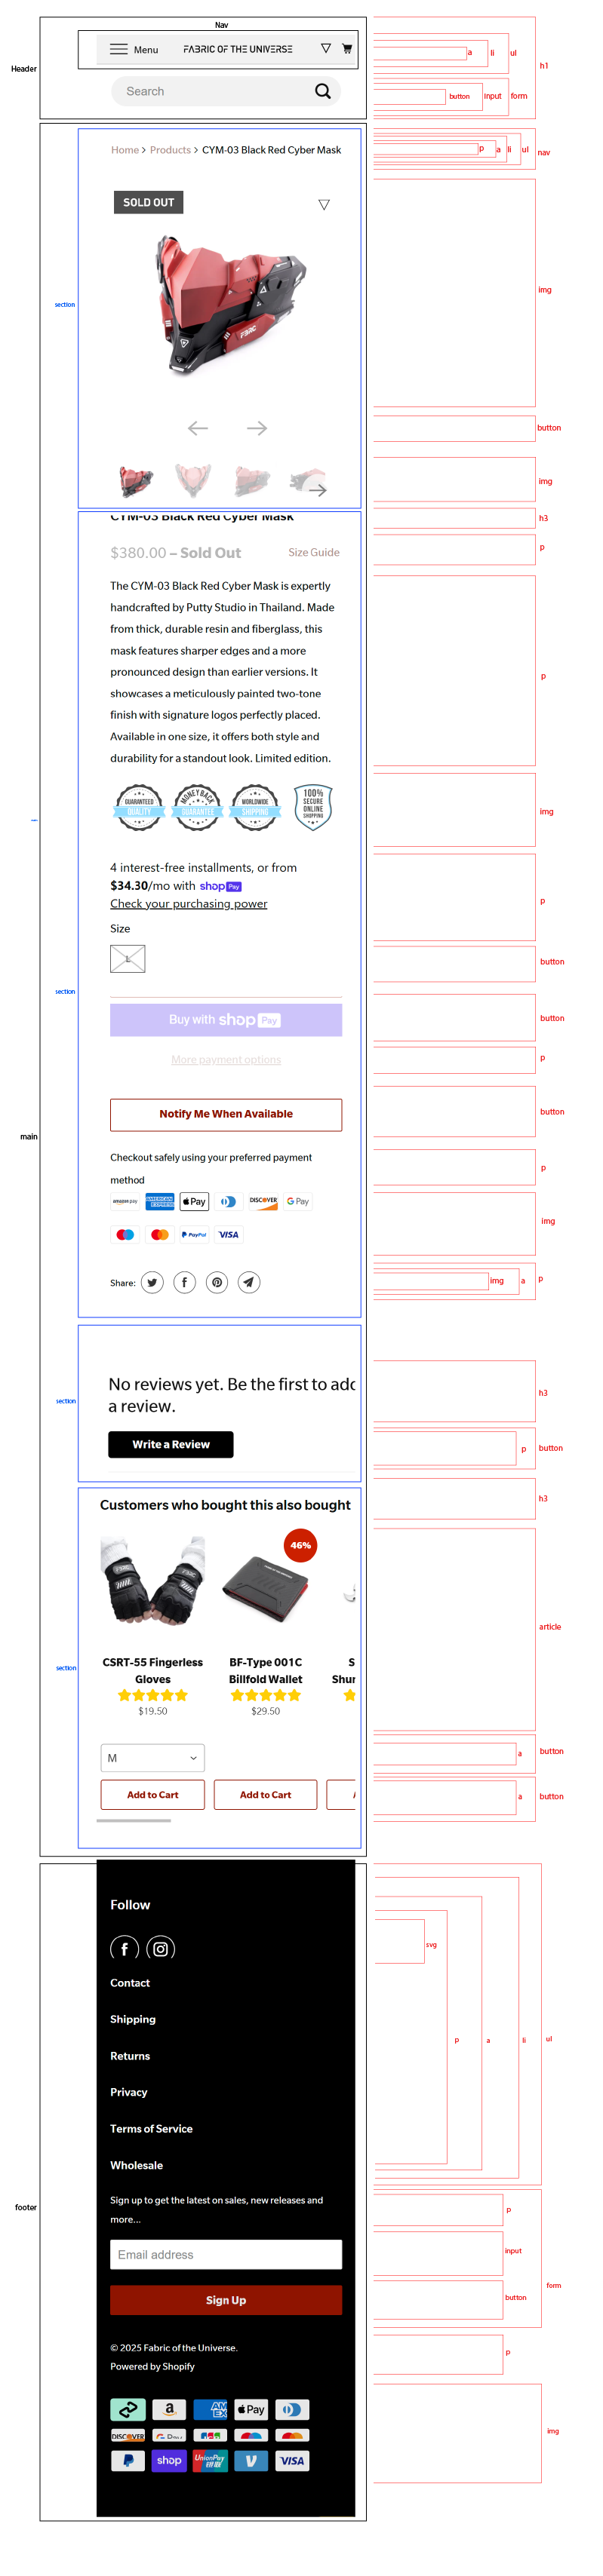 Nav
Header
Menu
FABRIC OF THE UNIVERSE
a
li
ul
h1
Search
button
input
form
Home > Products > CYM-03 Black Red Cyber Mask
p
a
li
ul
nav
SOLD OUT
section
img
button
img
CYM-03 Black Red Cyber Mask
h3
$380.00 – Sold Out
Size Guide
p
The CYM-03 Black Red Cyber Mask is expertly
handcrafted by Putty Studio in Thailand. Made
from thick, durable resin and fiberglass, this
mask features sharper edges and a more
pronounced design than earlier versions. It
showcases a meticulously painted two-tone
finish with signature logos perfectly placed.
Available in one size, it offers both style and
durability for a standout look. Limited edition.
p
GUARANTEED QUALITY
MONEY BACK GUARANTEE
WORLDWIDE SHIPPING
100% SECURE ONLINE SHOPPING
img
4 interest-free installments, or from
$34.30/mo with shop Pay
Check your purchasing power
p
Size
L
button
section
Buy with shop Pay
button
More payment options
p
Notify Me When Available
button
main
Checkout safely using your preferred payment
method
p
amazon pay
AMERICAN EXPRESS
Pay
DISCOVER
G Pay
PayPal
VISA
img
Share:
img
a
p
No reviews yet. Be the first to add
a review.
h3
section
Write a Review
p
button
Customers who bought this also bought
h3
46%
article
CSRT-55 Fingerless
Gloves
$19.50
BF-Type 001C
Billfold Wallet
$29.50
S
Shur
section
M
a
button
Add to Cart
Add to Cart
a
button
Follow
svg
Contact
Shipping
Returns
Privacy
Terms of Service
Wholesale
p
a
li
ul
footer
Sign up to get the latest on sales, new releases and
more...
p
Email address
input
Sign Up
button
form
© 2025 Fabric of the Universe.
Powered by Shopify
p
a
AM EX
Pay
DISCOVER
G Pay
JCB
P
shop
UnionPay
V
VISA
img